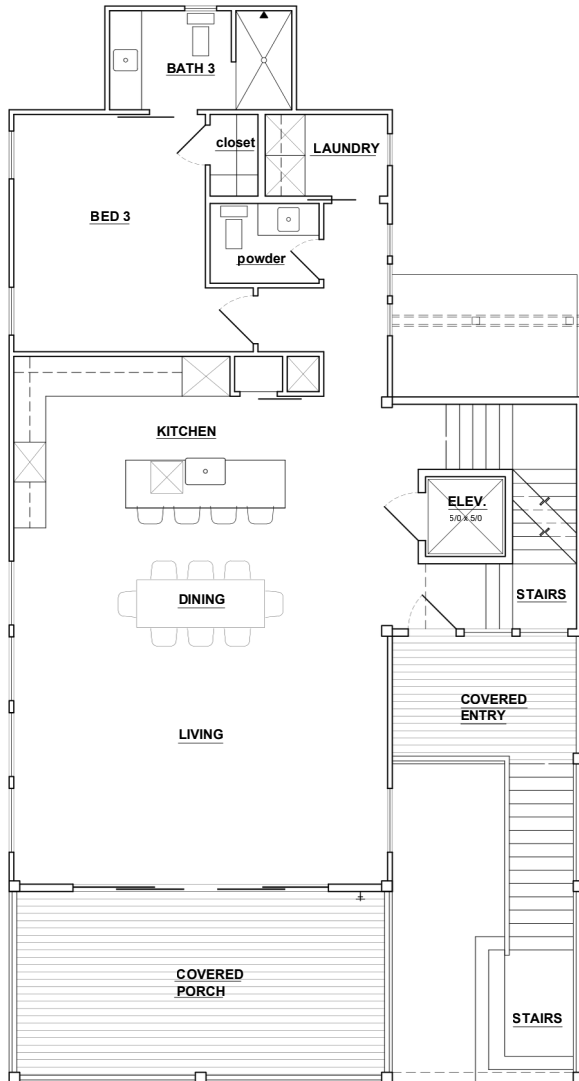 BATH 3
closet
LAUNDRY
BED 3
powder
KITCHEN
ELEV.
5/0 x 5/0
DINING
STAIRS
COVERED
ENTRY
LIVING
COVERED
PORCH
STAIRS